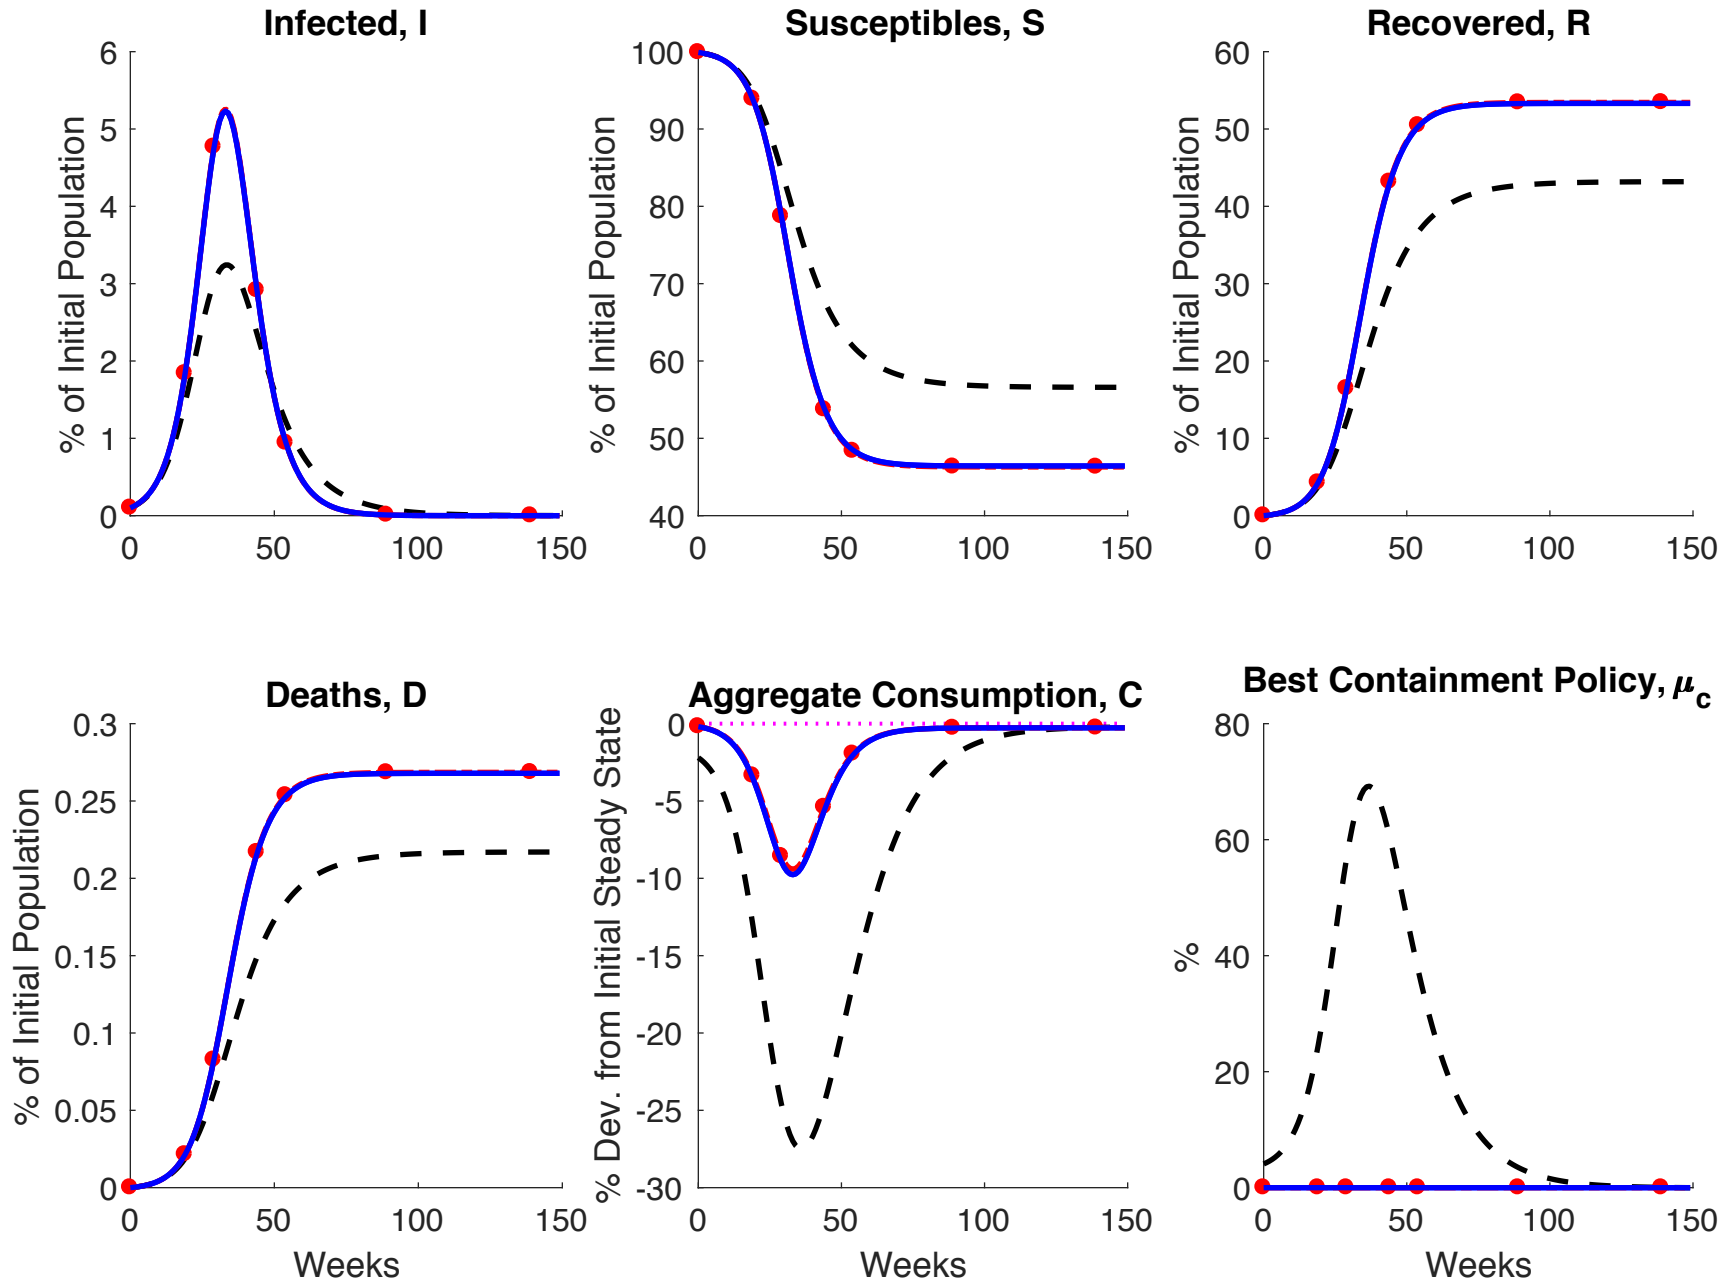 Infected, I
% of Initial Population
6
5
4
3
2
1
0
0 50 100 150
Susceptibles, S
% of Initial Population
100
90
80
70
60
50
40
0 50 100 150
Recovered, R
% of Initial Population
60
50
40
30
20
10
0
0 50 100 150
Deaths, D
% of Initial Population
0.3
0.25
0.2
0.15
0.1
0.05
0
0 50 100 150
Weeks
Aggregate Consumption, C
% Dev. from Initial Steady State
0
-5
-10
-15
-20
-25
-30
0 50 100 150
Weeks
Best Containment Policy, μc
%
80
60
40
20
0
0 50 100 150
Weeks